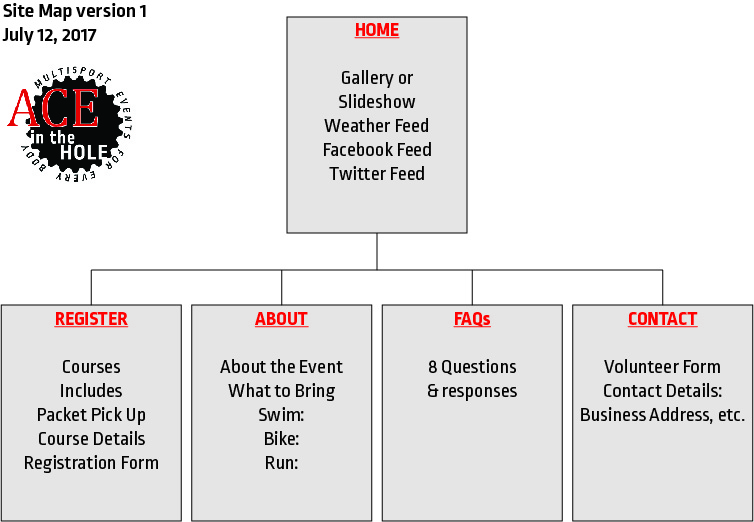 Site Map version 1
July 12, 2017
MULTISPORT EVENTS FOR EVERY BODY
ACE
in the
HOLE
HOME
Gallery or
Slideshow
Weather Feed
Facebook Feed
Twitter Feed
REGISTER
Courses
Includes
Packet Pick Up
Course Details
Registration Form
ABOUT
About the Event
What to Bring
Swim:
Bike:
Run:
FAQs
8 Questions
& responses
CONTACT
Volunteer Form
Contact Details:
Business Address, etc.